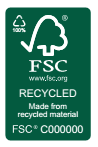 100%
FSC
www.fsc.org
RECYCLED
Made from
recycled material
FSC® C000000